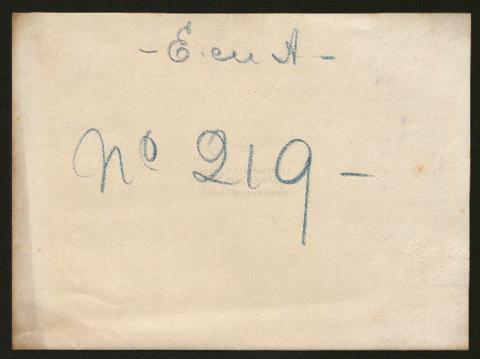 - E. en A -
Nº 219 -